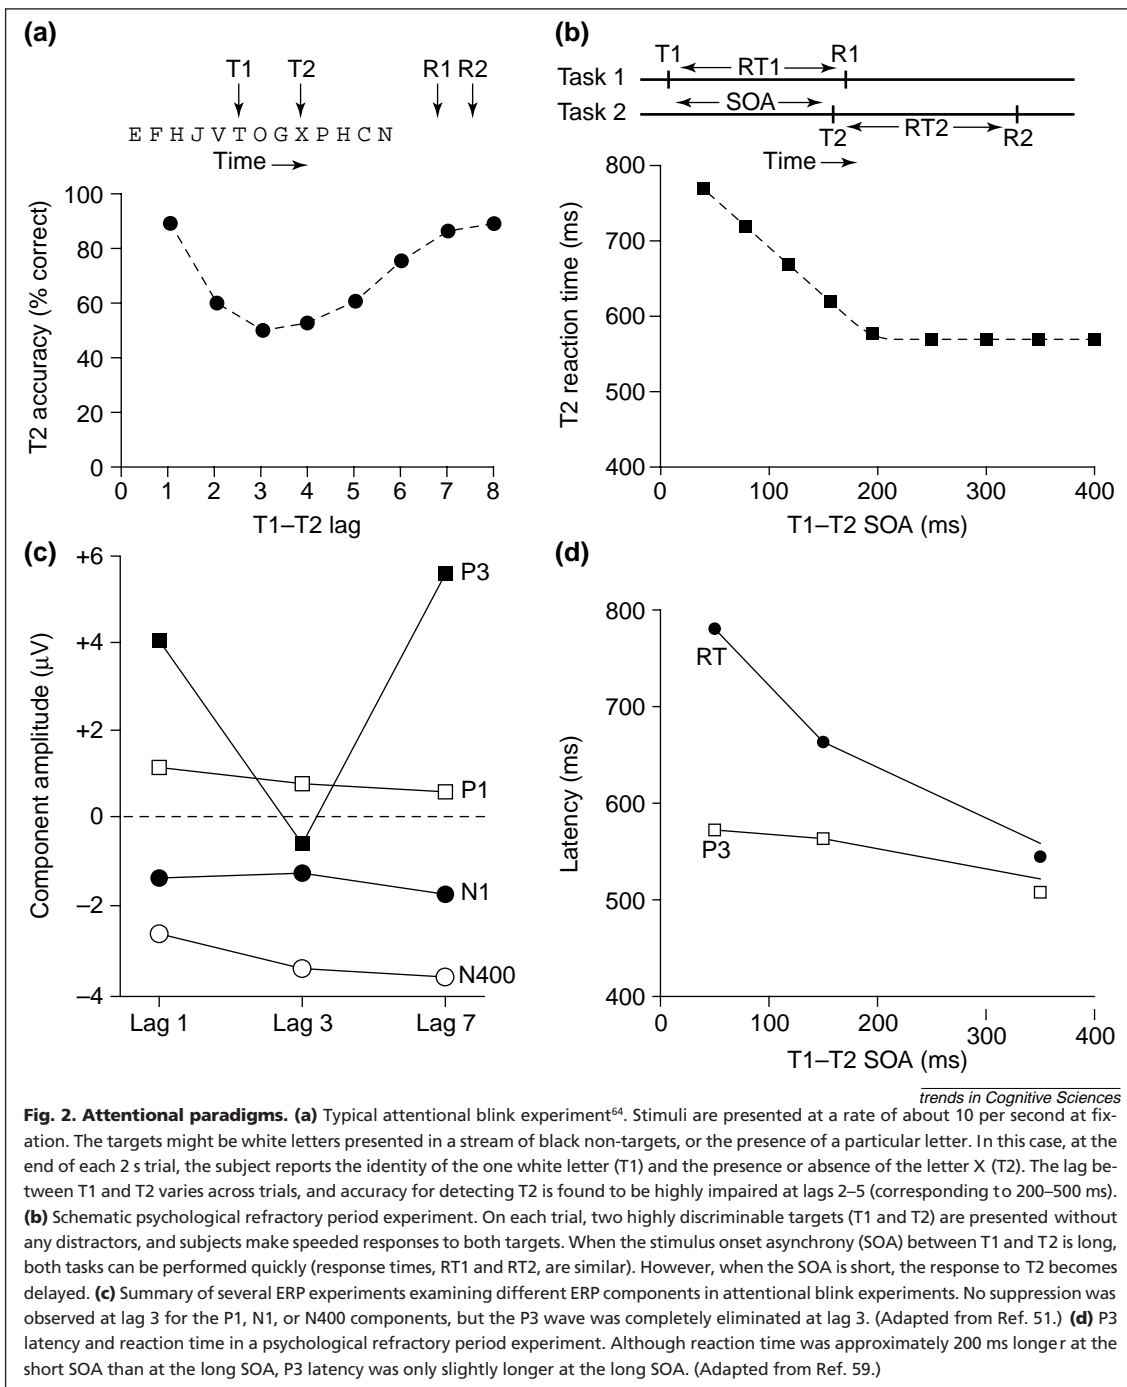 (a)
T1 T2 R1 R2
E F H J V T O G X P H C N
Time
T2 accuracy (% correct)
100
80
60
40
20
0
0 1 2 3 4 5 6 7 8
T1–T2 lag
(b)
T1 R1
Task 1 RT1
Task 2 SOA
T2 RT2 R2
Time
T2 reaction time (ms)
800
700
600
500
400
0 100 200 300 400
T1–T2 SOA (ms)
(c)
Component amplitude (µV)
+6
+4
+2
0
–2
–4
P3
P1
N1
N400
Lag 1 Lag 3 Lag 7
(d)
Latency (ms)
800
700
600
500
400
RT
P3
0 100 200 300 400
T1–T2 SOA (ms)
trends in Cognitive Sciences
Fig. 2. Attentional paradigms. (a) Typical attentional blink experiment64. Stimuli are presented at a rate of about 10 per second at fix-
ation. The targets might be white letters presented in a stream of black non-targets, or the presence of a particular letter. In this case, at the
end of each 2 s trial, the subject reports the identity of the one white letter (T1) and the presence or absence of the letter X (T2). The lag be-
tween T1 and T2 varies across trials, and accuracy for detecting T2 is found to be highly impaired at lags 2–5 (corresponding to 200–500 ms).
(b) Schematic psychological refractory period experiment. On each trial, two highly discriminable targets (T1 and T2) are presented without
any distractors, and subjects make speeded responses to both targets. When the stimulus onset asynchrony (SOA) between T1 and T2 is long,
both tasks can be performed quickly (response times, RT1 and RT2, are similar). However, when the SOA is short, the response to T2 becomes
delayed. (c) Summary of several ERP experiments examining different ERP components in attentional blink experiments. No suppression was
observed at lag 3 for the P1, N1, or N400 components, but the P3 wave was completely eliminated at lag 3. (Adapted from Ref. 51.) (d) P3
latency and reaction time in a psychological refractory period experiment. Although reaction time was approximately 200 ms longer at the
short SOA than at the long SOA, P3 latency was only slightly longer at the long SOA. (Adapted from Ref. 59.)